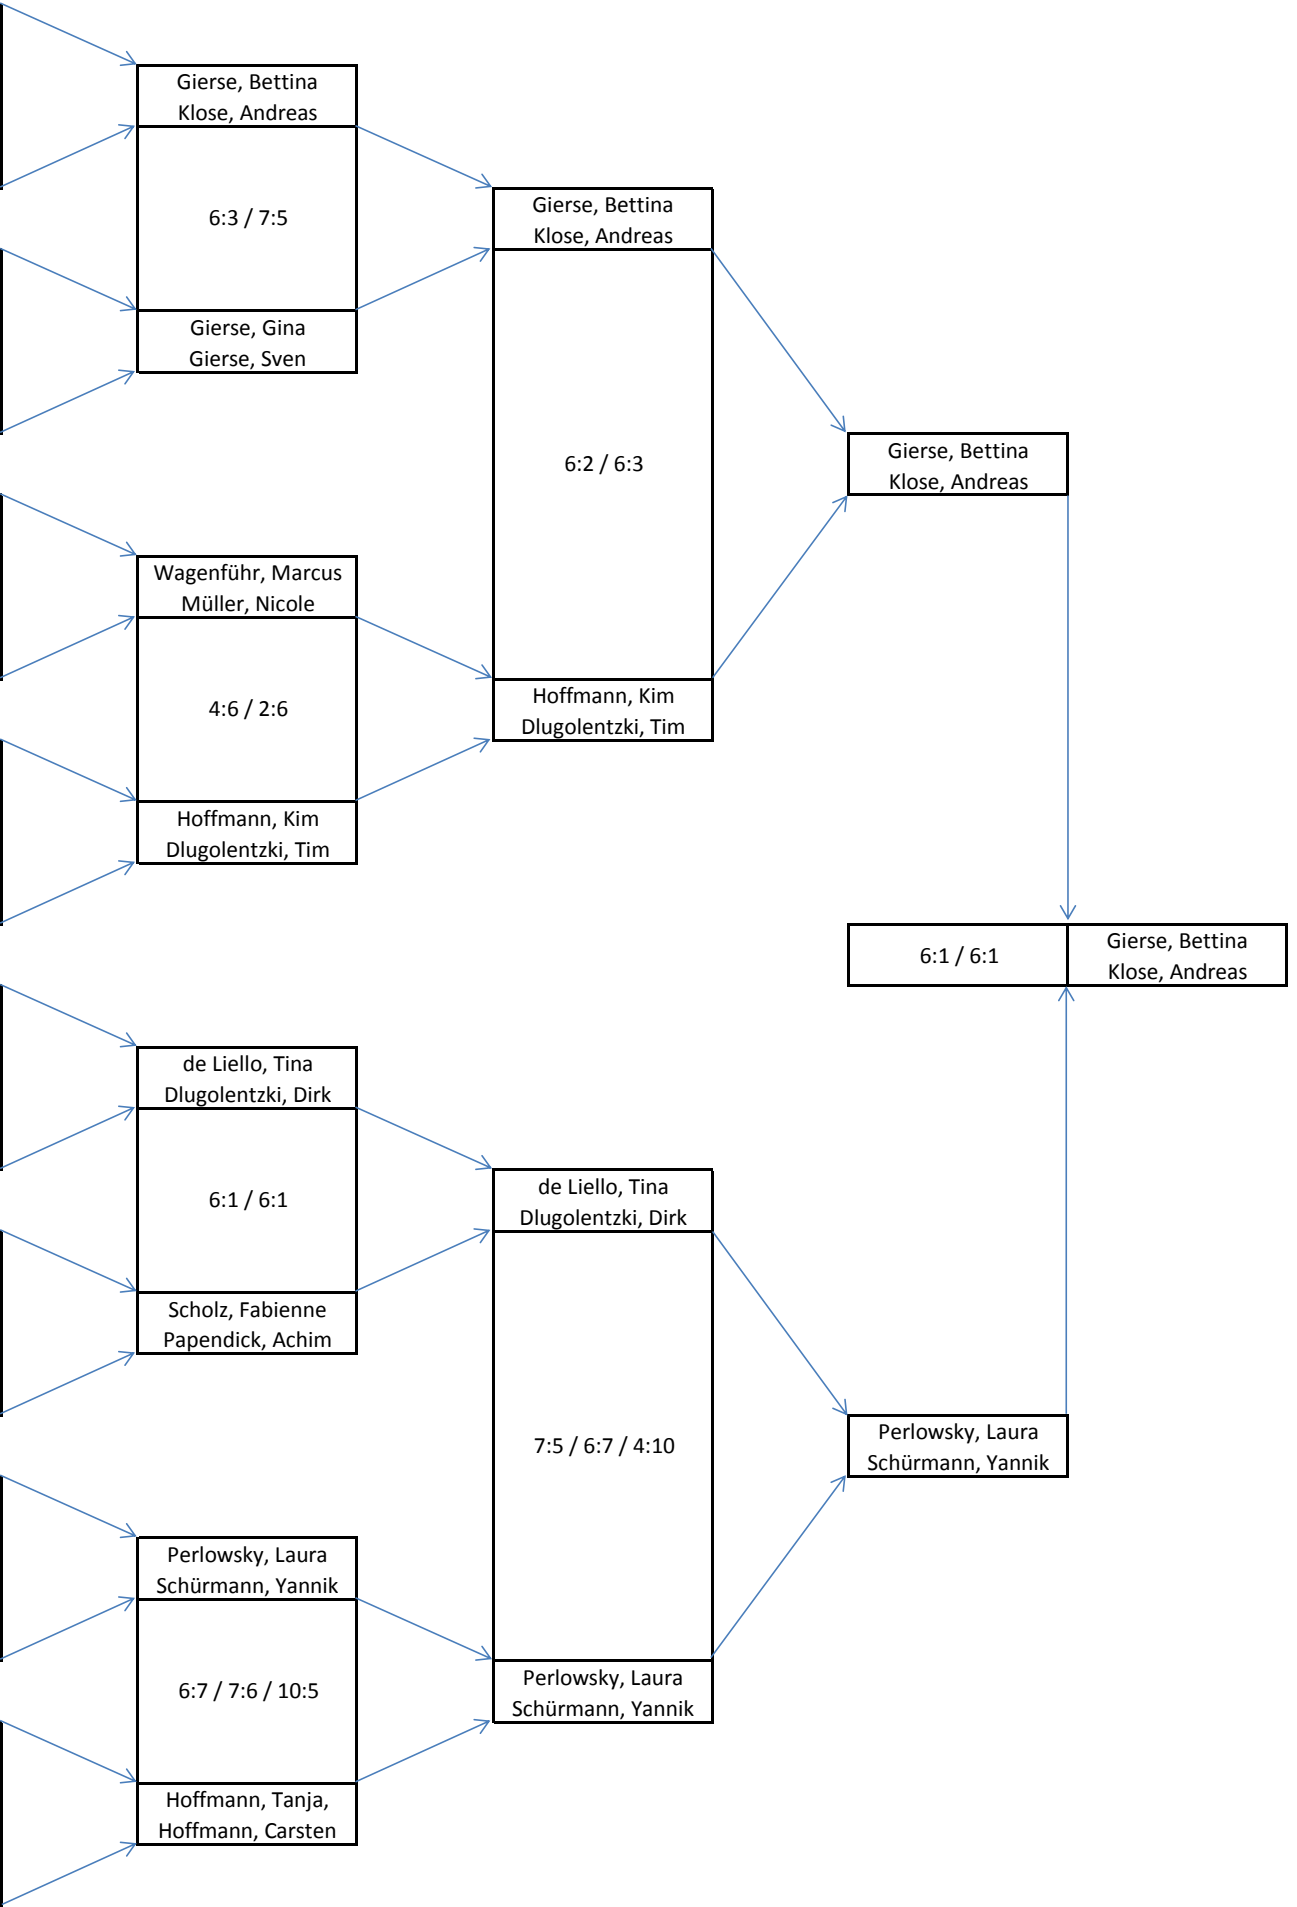 Gierse, Bettina
Klose, Andreas
6:3 / 7:5
Gierse, Gina
Gierse, Sven
Wagenführ, Marcus
Müller, Nicole
4:6 / 2:6
Hoffmann, Kim
Dlugolentzki, Tim
de Liello, Tina
Dlugolentzki, Dirk
6:1 / 6:1
Scholz, Fabienne
Papendick, Achim
Perlowsky, Laura
Schürmann, Yannik
6:7 / 7:6 / 10:5
Hoffmann, Tanja,
Hoffmann, Carsten
Gierse, Bettina
Klose, Andreas
6:2 / 6:3
Hoffmann, Kim
Dlugolentzki, Tim
de Liello, Tina
Dlugolentzki, Dirk
7:5 / 6:7 / 4:10
Perlowsky, Laura
Schürmann, Yannik
Gierse, Bettina
Klose, Andreas
6:1 / 6:1
Gierse, Bettina
Klose, Andreas
Perlowsky, Laura
Schürmann, Yannik